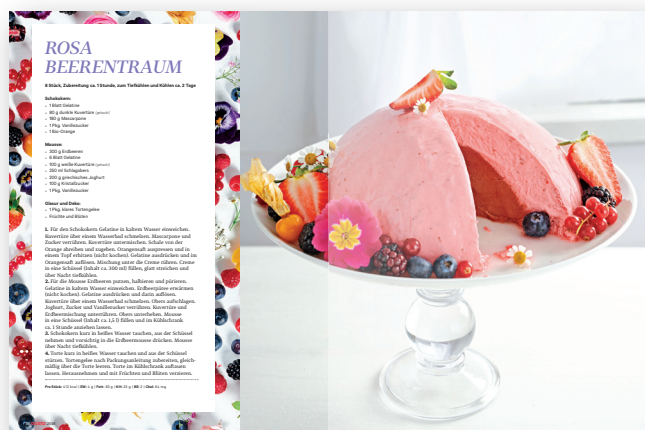 ROSA
BEERENTRAUM
8 Stück, Zubereitung ca. 1 Stunde, zum Tiefkühlen und Kühlen ca. 2 Tage
Schokokern:
1 Blatt Gelatine
80 g dunkle Kuvertüre (gehackt)
180 g Mascarpone
1 Pkg. Vanillezucker
1 Bio-Orange
Mousse:
300 g Erdbeeren
6 Blatt Gelatine
100 g weiße Kuvertüre (gehackt)
250 ml Schlagobers
200 g griechisches Joghurt
100 g Kristallzucker
1 Pkg. Vanillezucker
Glasur und Deko:
1 Pkg. klares Tortengelee
Früchte und Blüten
1. Für den Schokokern Gelatine in kaltem Wasser einweichen.
Kuvertüre über einem Wasserbad schmelzen. Mascarpone und
Zucker verrühren. Kuvertüre untermischen. Schale von der
Orange abreiben und zugeben. Orangensaft auspressen und in
einem Topf erhitzen (nicht kochen). Gelatine ausdrücken und im
Orangensaft auflösen. Mischung unter die Creme rühren. Creme
in eine Schüssel (Inhalt ca. 300 ml) füllen, glatt streichen und
über Nacht tiefkühlen.
2. Für die Mousse Erdbeeren putzen, halbieren und pürieren.
Gelatine in kaltem Wasser einweichen. Erdbeerpüree erwärmen
(nicht kochen). Gelatine ausdrücken und darin auflösen.
Kuvertüre über einem Wasserbad schmelzen. Obers aufschlagen.
Joghurt, Zucker und Vanillezucker verrühren. Kuvertüre und
Erdbeermischung unterrühren. Obers unterheben. Mousse
in eine Schüssel (Inhalt ca. 1,5 l) füllen und im Kühlschrank
ca. 1 Stunde anziehen lassen.
3. Schokokern kurz in heißes Wasser tauchen, aus der Schüssel
nehmen und vorsichtig in die Erdbeermousse drücken. Mousse
über Nacht tiefkühlen.
4. Torte kurz in heißes Wasser tauchen und aus der Schüssel
stürzen. Tortengelee nach Packungsanleitung zubereiten, gleich-
mäßig über die Torte leeren. Torte im Kühlschrank auftauen
lassen. Herausnehmen und mit Früchten und Blüten verzieren.